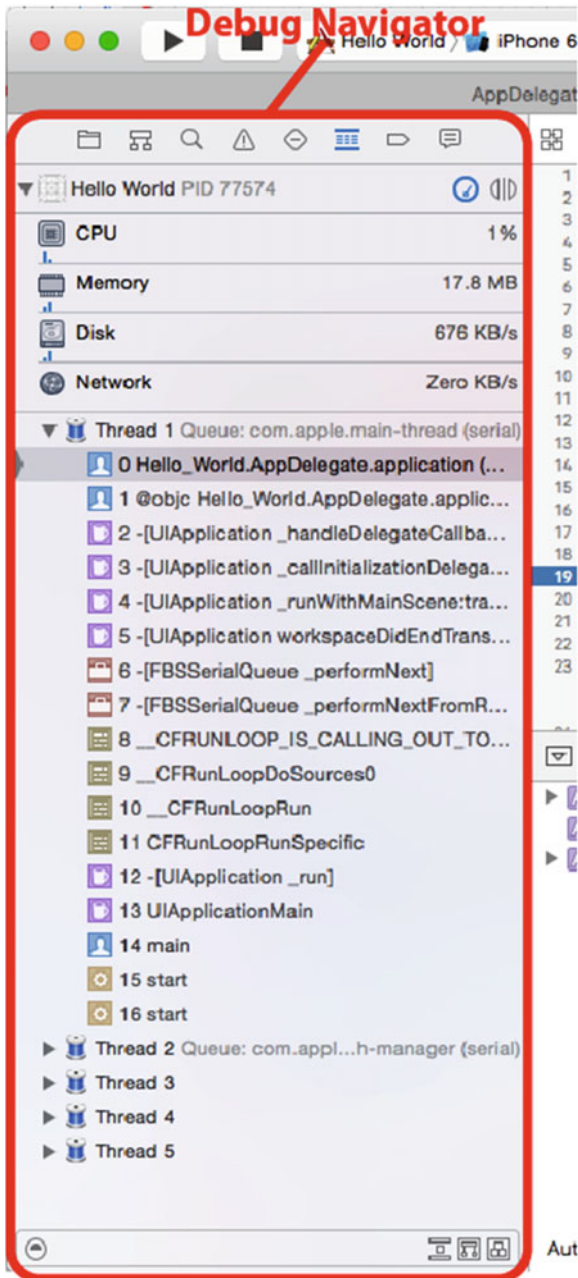 Debug Navigator
Hello World
iPhone 6
AppDelegat
Hello World PID 77574
CPU 1%
Memory 17.8 MB
Disk 676 KB/s
Network Zero KB/s
Thread 1 Queue: com.apple.main-thread (serial)
0 Hello_World.AppDelegate.application (...
1 @objc Hello_World.AppDelegate.applic...
2 -[UIApplication _handleDelegateCallba...
3 -[UIApplication _callInitializationDelega...
4 -[UIApplication _runWithMainScene:tra...
5 -[UIApplication workspaceDidEndTrans...
6 -[FBSSerialQueue _performNext]
7 -[FBSSerialQueue _performNextFromR...
8 __CFRUNLOOP_IS_CALLING_OUT_TO...
9 __CFRunLoopDoSources0
10 __CFRunLoopRun
11 CFRunLoopRunSpecific
12 -[UIApplication _run]
13 UIApplicationMain
14 main
15 start
16 start
Thread 2 Queue: com.appl...h-manager (serial)
Thread 3
Thread 4
Thread 5
1
2
3
4
5
6
7
8
9
10
11
12
13
14
15
16
17
18
19
20
21
22
23
Aut